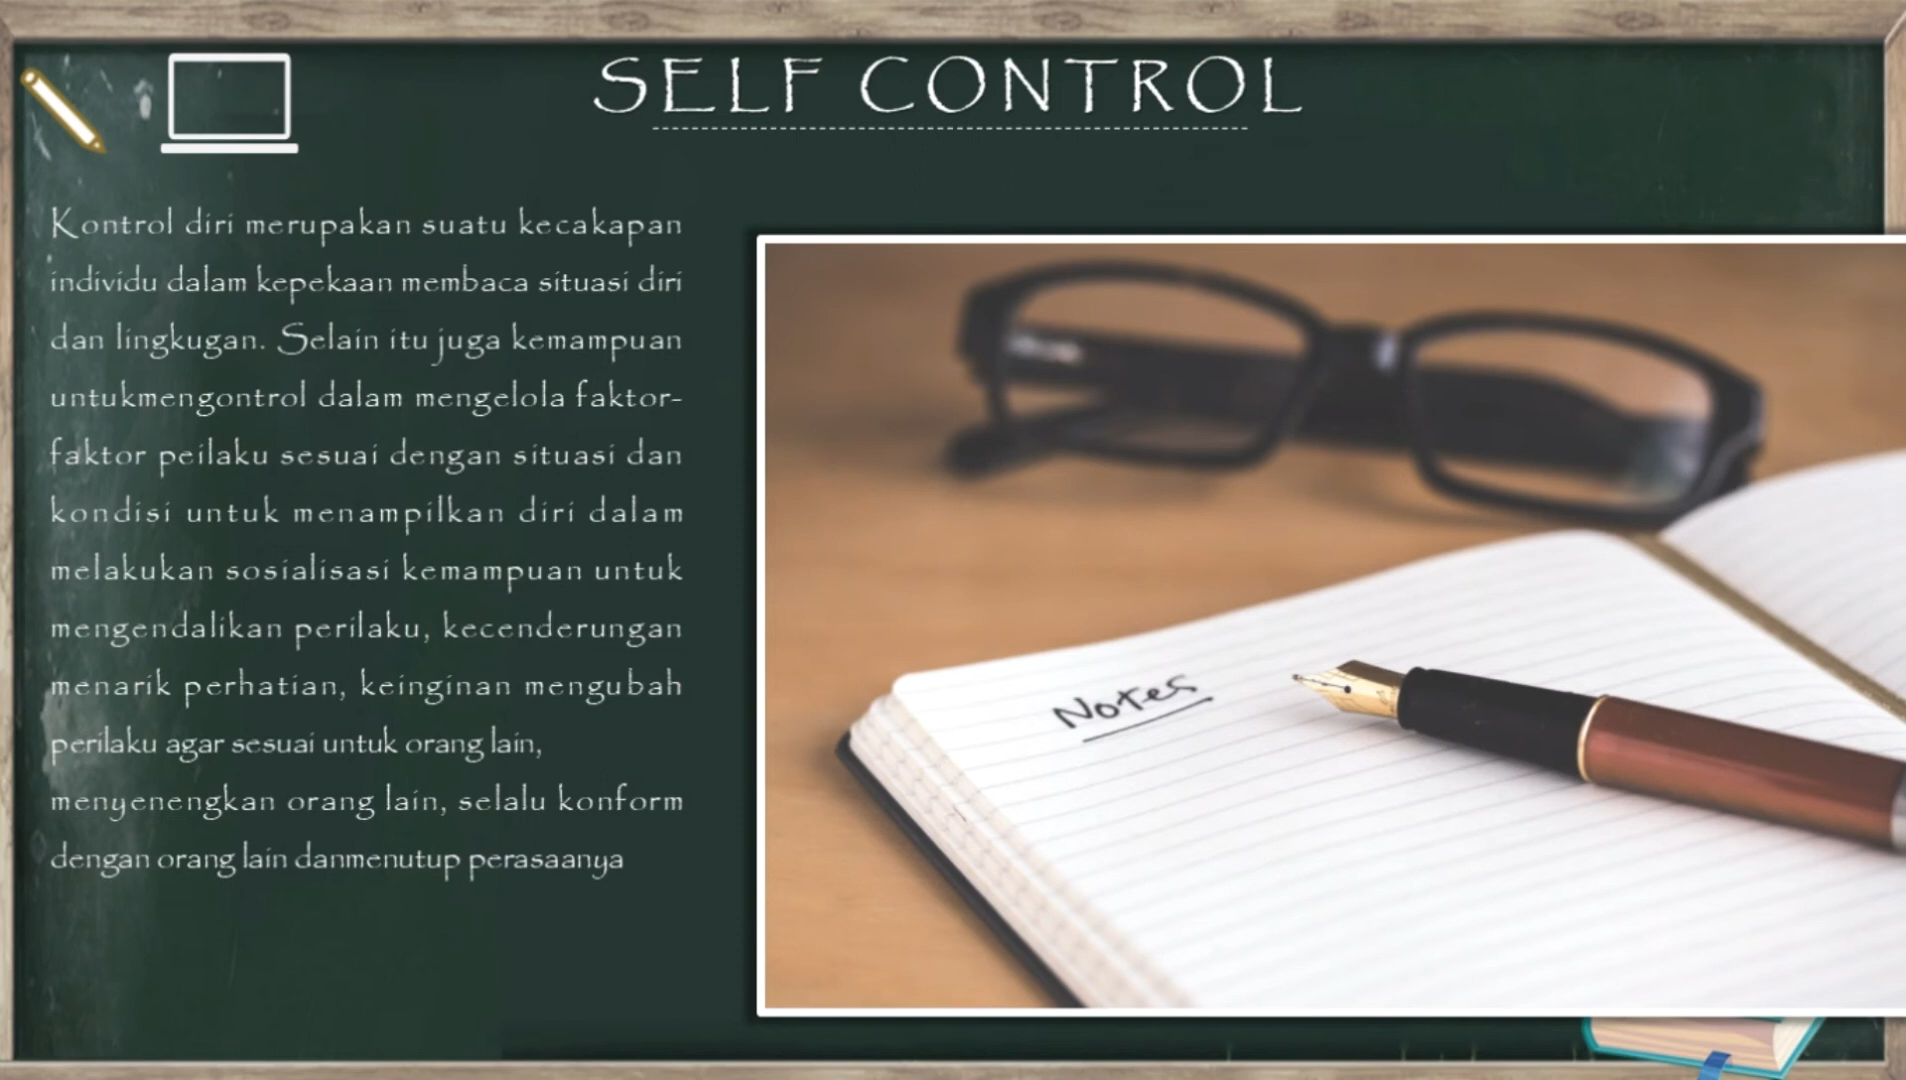 SELF CONTROL
Kontrol diri merupakan suatu kecakapan
individu dalam kepekaan membaca situasi diri
dan lingkugan. Selain itu juga kemampuan
untukmengontrol dalam mengelola faktor-
faktor peilaku sesuai dengan situasi dan
kondisi untuk menampilkan diri dalam
melakukan sosialisasi kemampuan untuk
mengendalikan perilaku, kecenderungan
menarik perhatian, keinginan mengubah
perilaku agar sesuai untuk orang lain,
menyenengkan orang lain, selalu konform
dengan orang lain danmenutup perasaanya
Notes